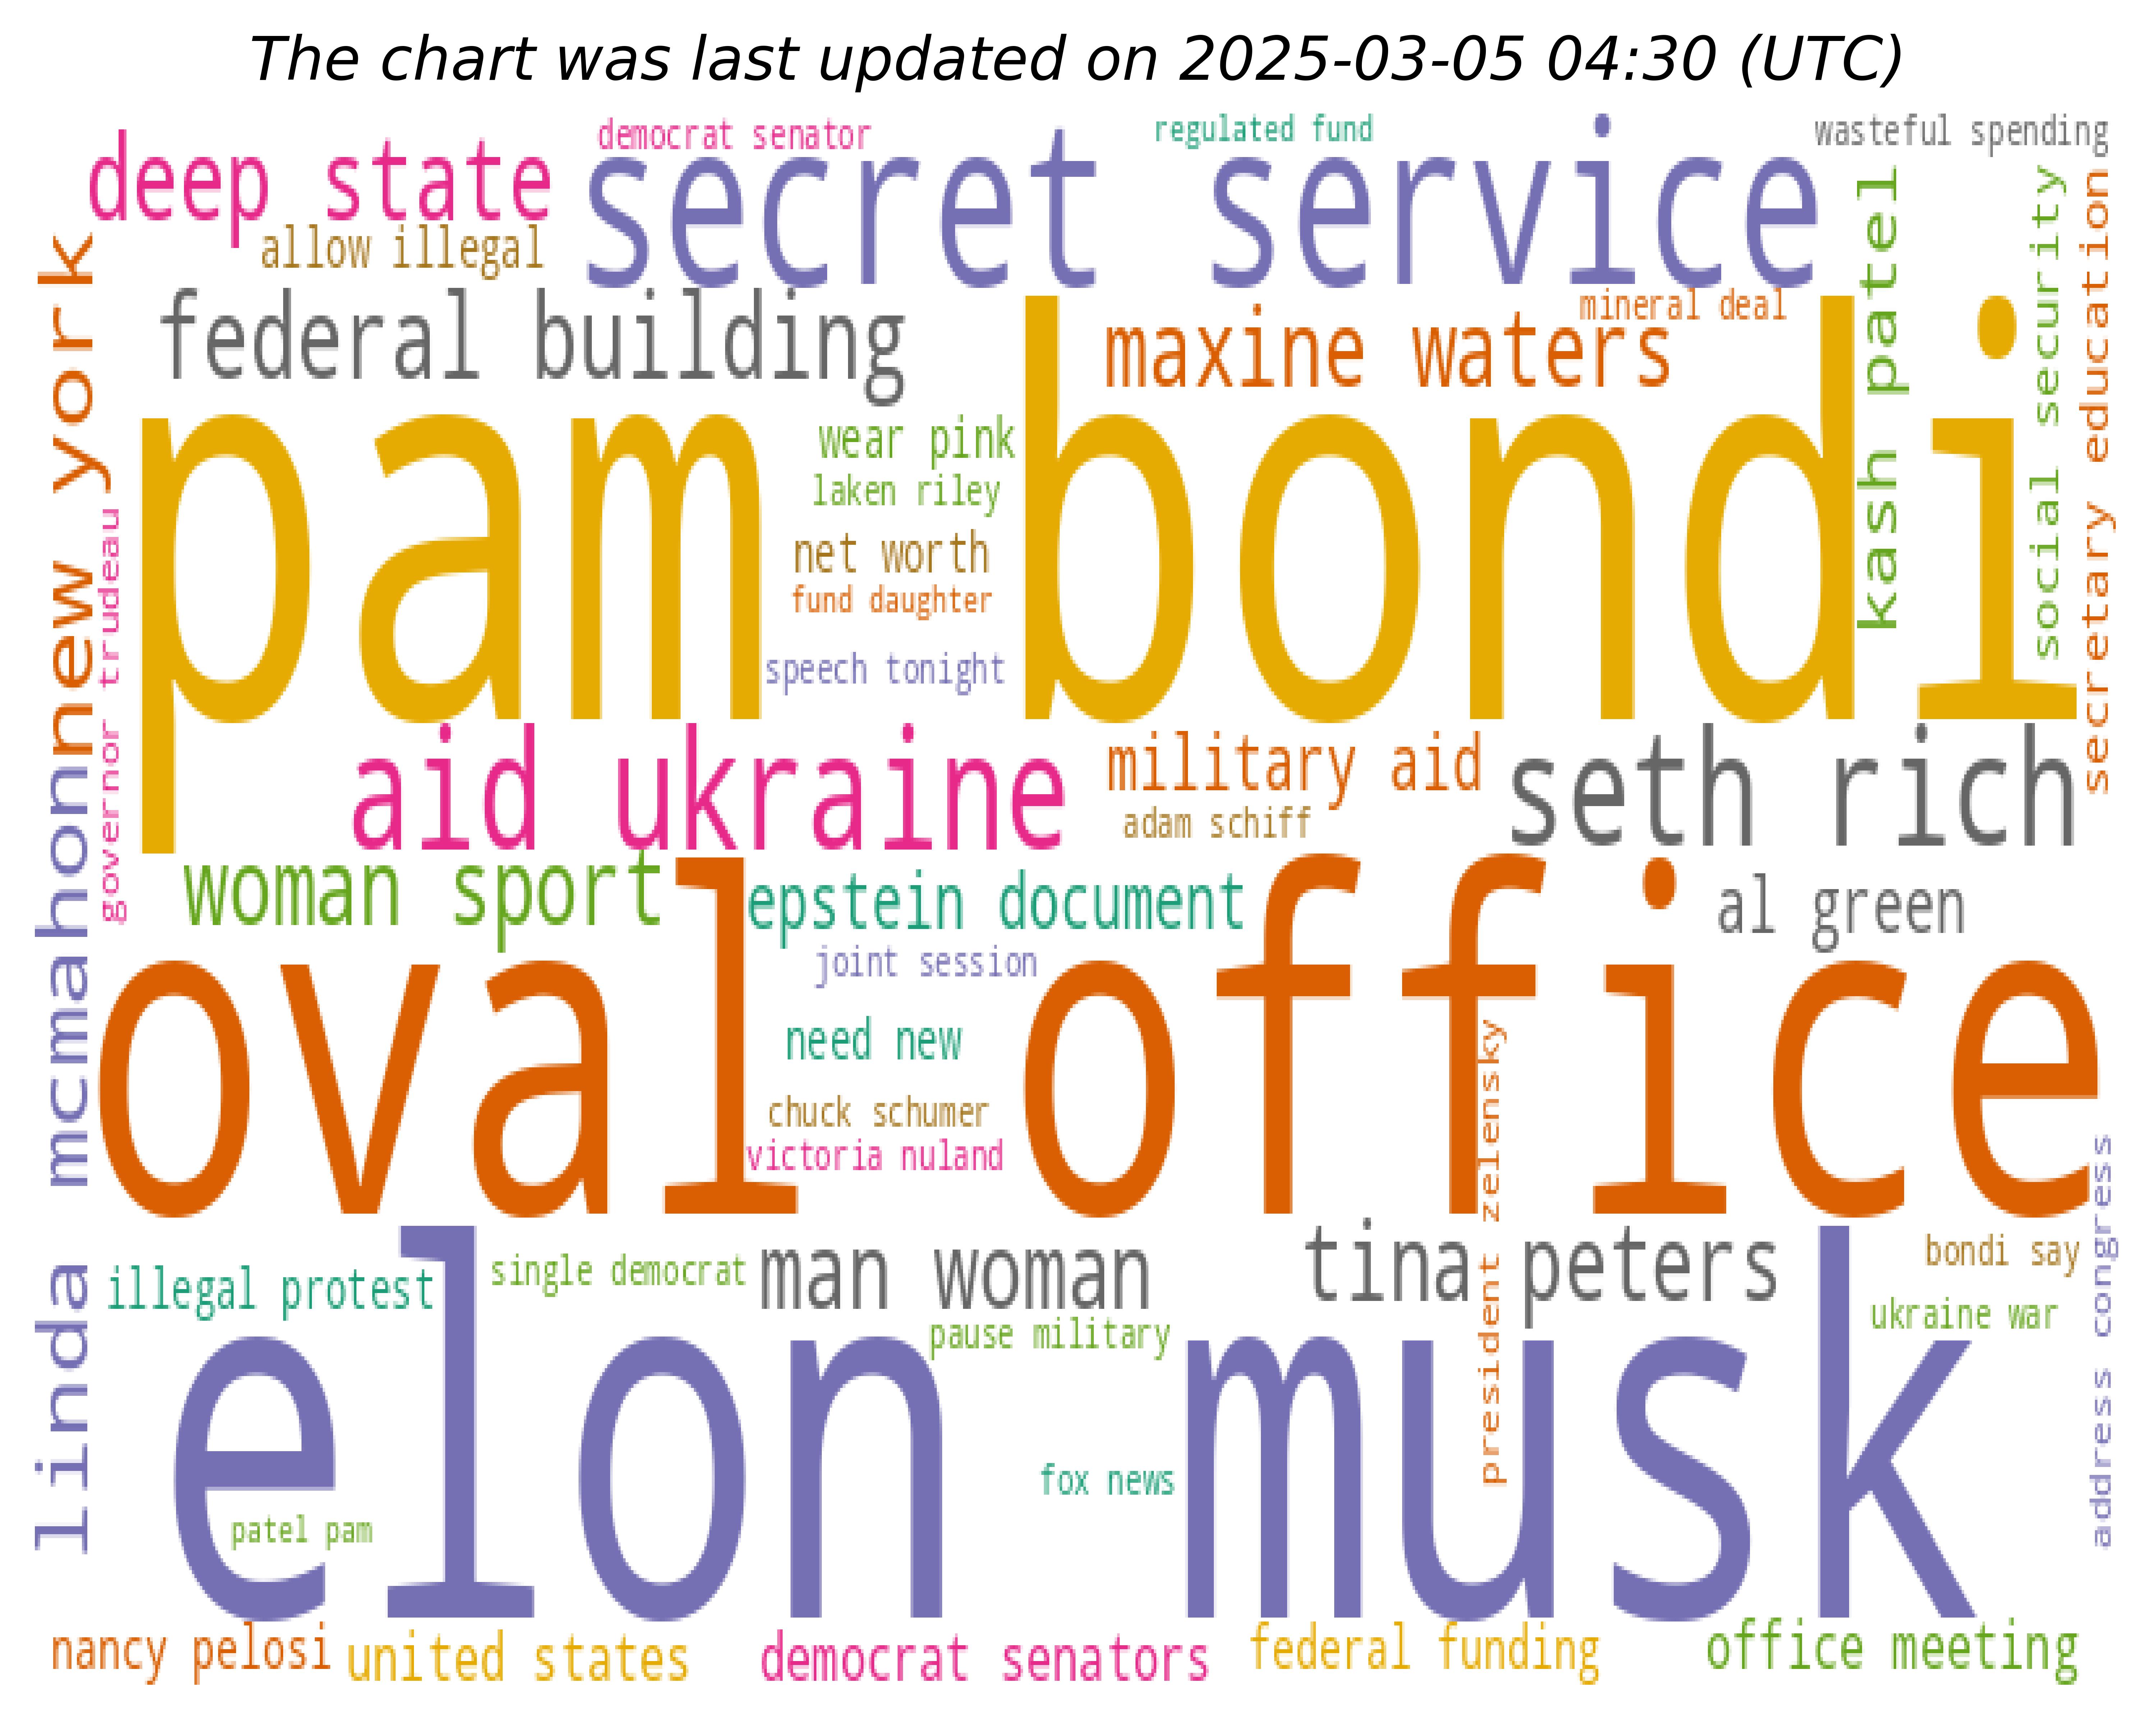 The chart was last updated on 2025-03-05 04:30 (UTC)
democrat senator
regulated fund
wasteful spending
deep state
secret service
allow illegal
kash patel
social security
secretary education
new york
federal building
mineral deal
maxine waters
pam bondi
wear pink
laken riley
net worth
fund daughter
speech tonight
governor trudeau
aid ukraine
military aid
seth rich
adam schiff
linda mcmahon
woman sport
epstein document
al green
joint session
oval office
need new
chuck schumer
victoria nuland
president zelensky
address congress
illegal protest
single democrat
man woman
tina peters
bondi say
pause military
ukraine war
elon musk
fox news
patel pam
nancy pelosi
united states
democrat senators
federal funding
office meeting